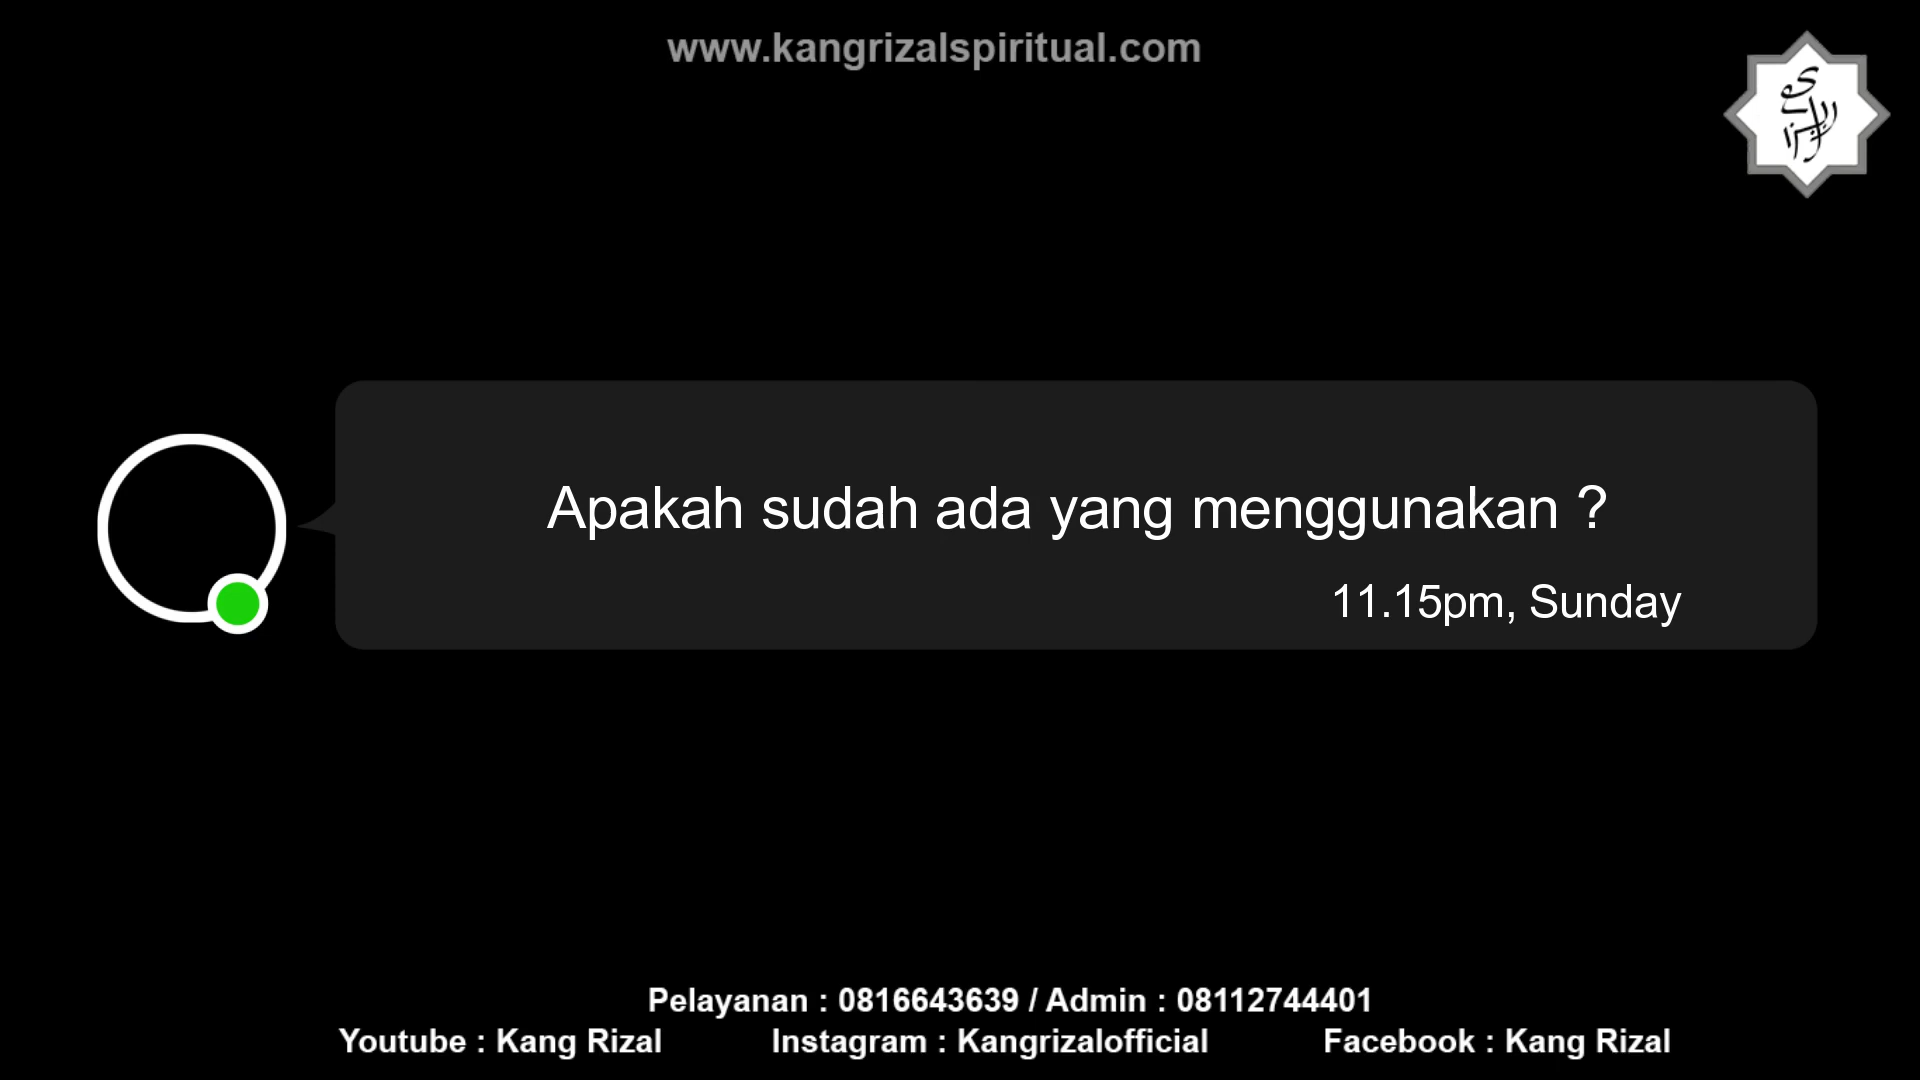 www.kangrizalspiritual.com
Apakah sudah ada yang menggunakan ?
11.15pm, Sunday
Pelayanan : 0816643639 / Admin : 08112744401
Youtube : Kang Rizal Instagram : Kangrizalofficial Facebook : Kang Rizal